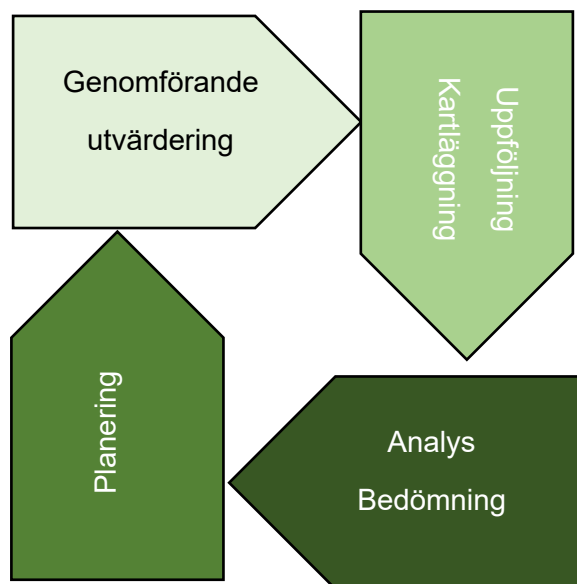 Genomförande
utvärdering
Uppföljning
Kartläggning
Analys
Bedömning
Planering